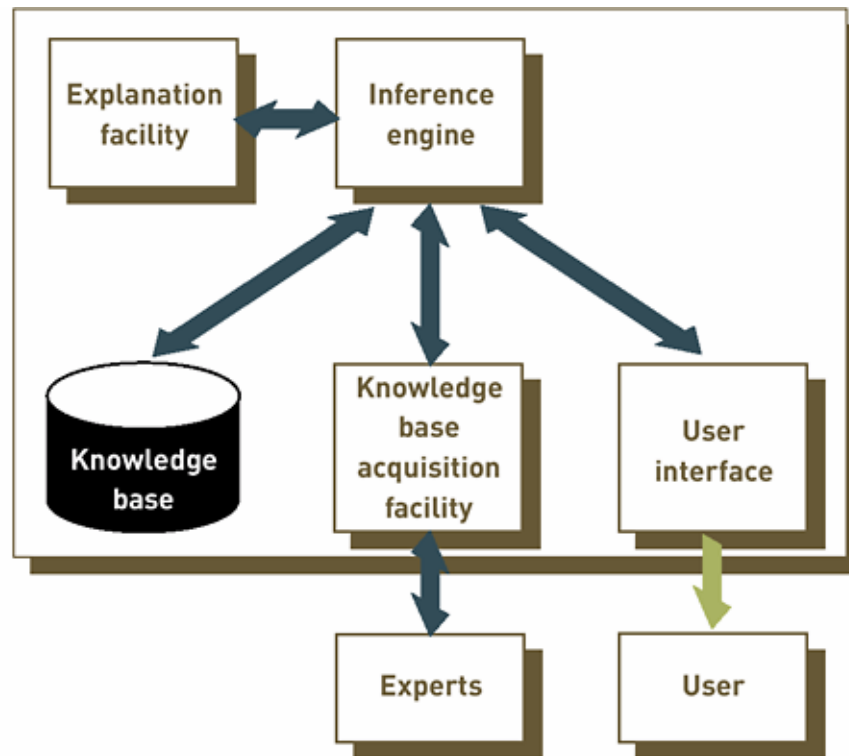 Explanation
facility
Inference
engine
Knowledge
base
Knowledge
base
acquisition
facility
User
interface
Experts
User